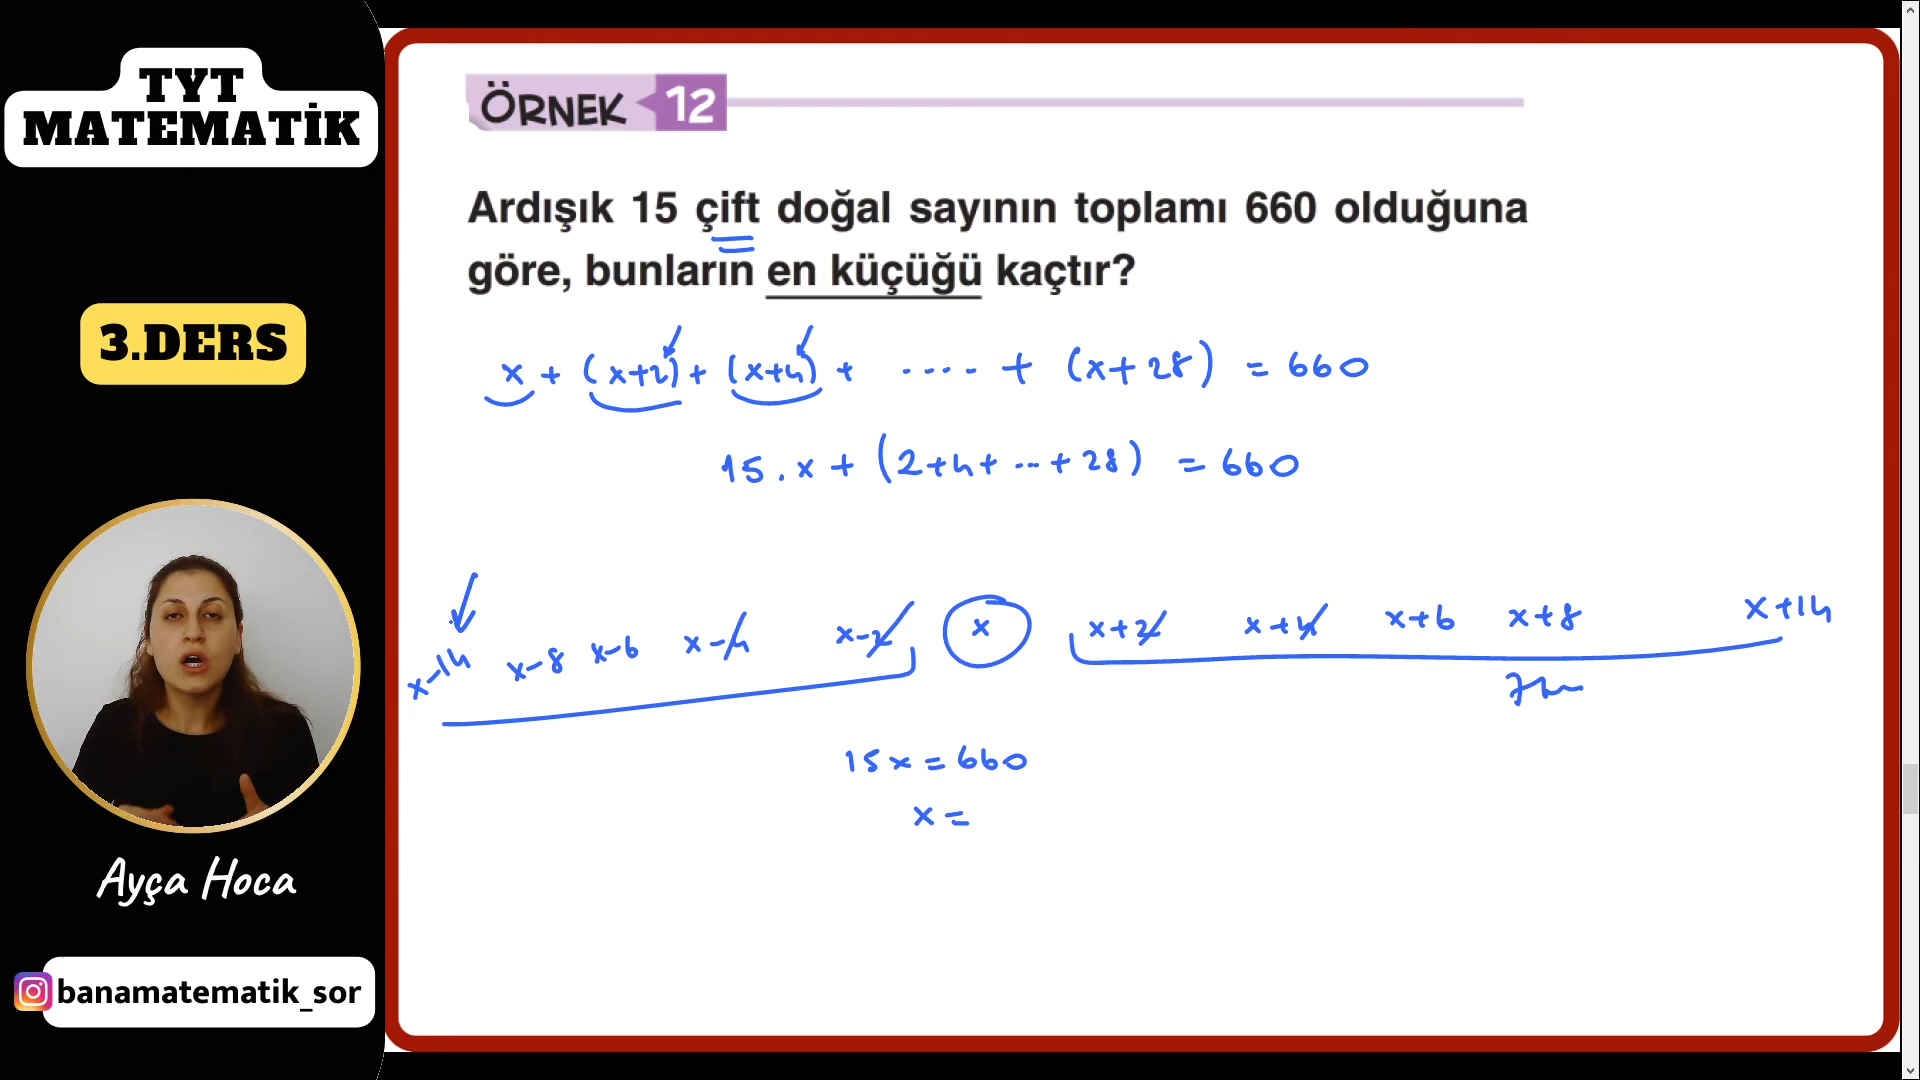 TYT
MATEMATİK
3.DERS
Ayça Hoca
banamatematik_sor
ÖRNEK 12
Ardışık 15 çift doğal sayının toplamı 660 olduğuna
göre, bunların en küçüğü kaçtır?
x + (x+2) + (x+4) + ..... + (x+28) = 660
15.x + (2+4+...+28) = 660
x-14 x-8 x-6 x-4 x-2 x x+2 x+4 x+6 x+8 x+14
15x = 660
x =